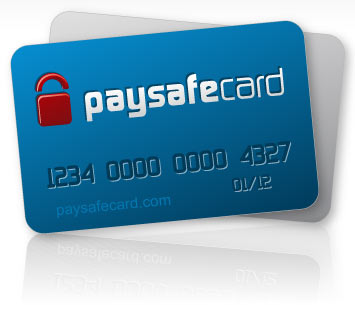 paysafecard
1234 0000 0000 4327
01/12
paysafecard.com